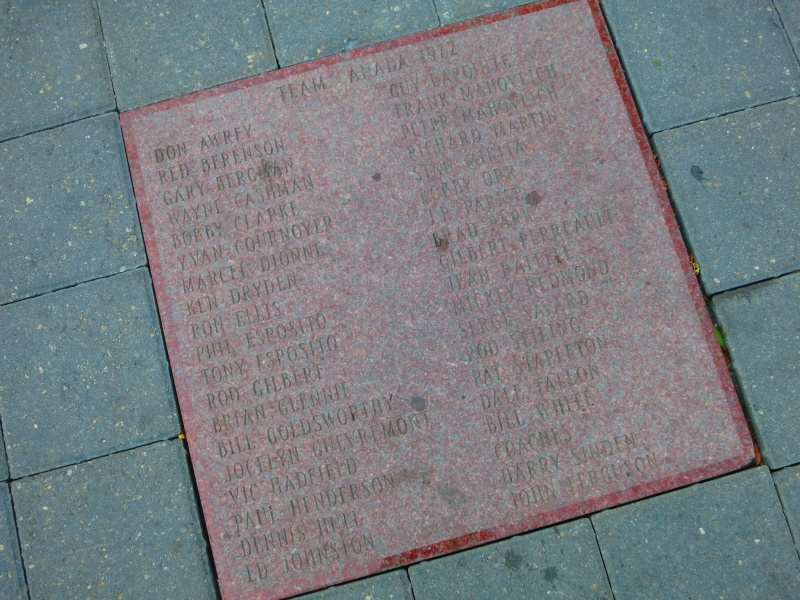 TEAM CANADA 1972
DON AWREY
RED BERENSON
GARY BERGMAN
WAYNE CASHMAN
BOBBY CLARKE
YVAN COURNOYER
MARCEL DIONNE
KEN DRYDEN
RON ELLIS
PHIL ESPOSITO
TONY ESPOSITO
ROD GILBERT
BRIAN GLENNIE
BILL GOLDSWORTHY
JOCELYN GUEVREMONT
VIC HADFIELD
PAUL HENDERSON
DENNIS HULL
ED JOHNSTON
GUY LAPOINTE
FRANK MAHOVLICH
PETER MAHOVLICH
RICHARD MARTIN
STAN MIKITA
BOBBY ORR
J.P. PARISE
BRAD PARK
GILBERT PERREAULT
JEAN RATELLE
MICKEY REDMOND
SERGE SAVARD
ROD SEILING
PAT STAPLETON
DALE TALLON
BILL WHITE
COACHES
HARRY SINDEN
JOHN FERGUSON